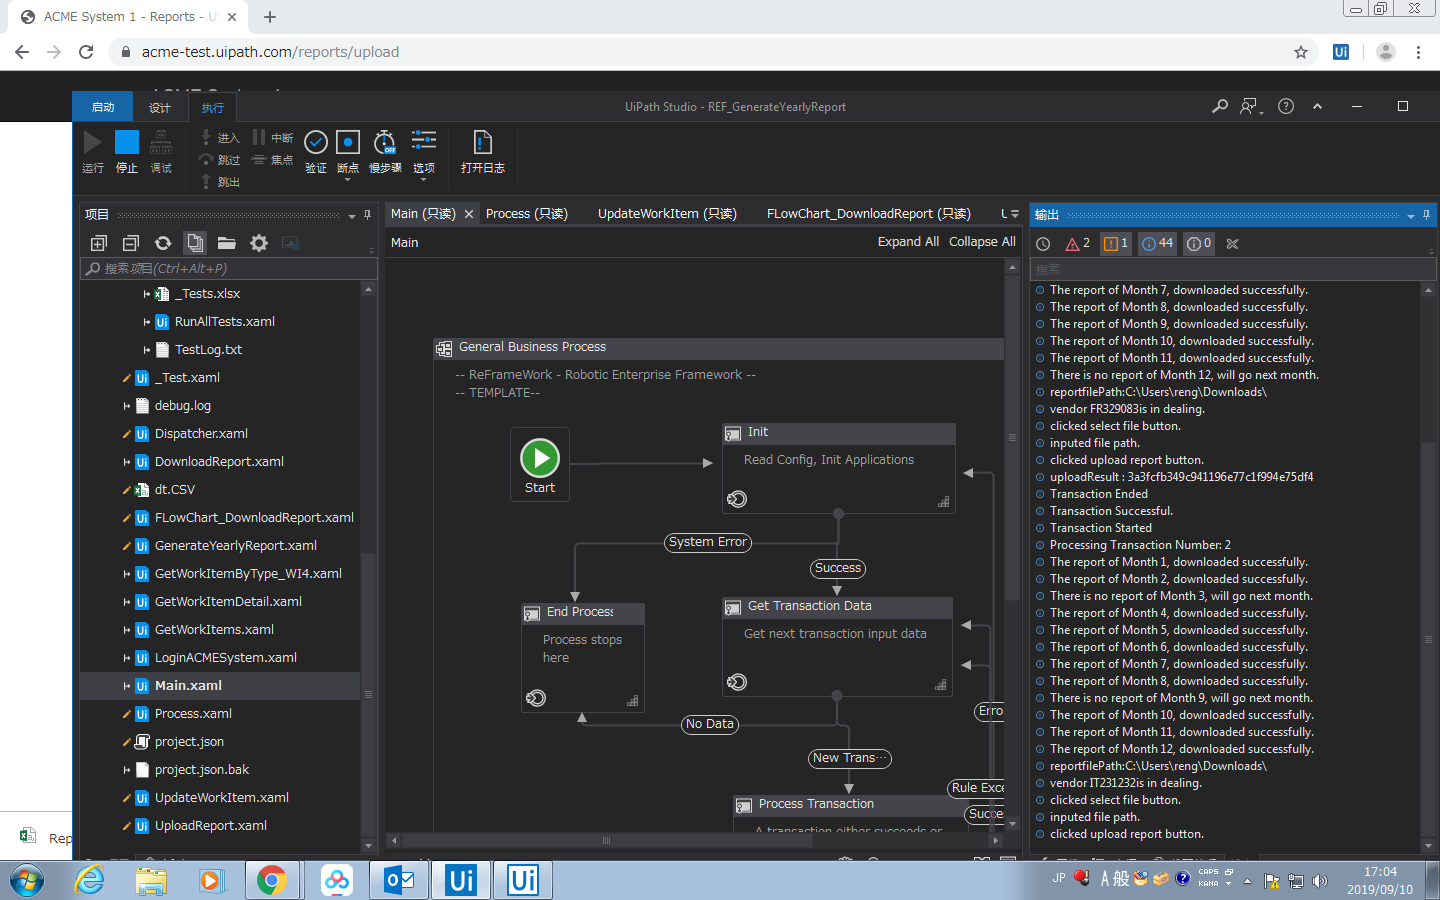 ACME System 1 - Reports - U
acme-test.uipath.com/reports/upload
启动
设计
执行
UiPath Studio - REF_GenerateYearlyReport
运行
停止
调试
进入
跳过
跳出
中断
焦点
验证
断点
慢步骤
OFF
选项
打开日志
项目
搜索项目(Ctrl+Alt+P)
_Tests.xlsx
RunAllTests.xaml
TestLog.txt
_Test.xaml
debug.log
Dispatcher.xaml
DownloadReport.xaml
dt.CSV
FLowChart_DownloadReport.xaml
GenerateYearlyReport.xaml
GetWorkItemByType_WI4.xaml
GetWorkItemDetail.xaml
GetWorkItems.xaml
LoginACMESystem.xaml
Main.xaml
Process.xaml
project.json
project.json.bak
UpdateWorkItem.xaml
UploadReport.xaml
Main (只读)
Process (只读)
UpdateWorkItem (只读)
FLowChart_DownloadReport (只读)
Main
Expand All
Collapse All
General Business Process
-- ReFrameWork - Robotic Enterprise Framework --
-- TEMPLATE--
Start
Init
Read Config, Init Applications
System Error
Success
End Process
Process stops
here
Get Transaction Data
Get next transaction input data
No Data
New Trans...
Erro
Rule Exce
Succe
Process Transaction
A transaction either succeeds or
输出
2
1
44
0
搜索
The report of Month 7, downloaded successfully.
The report of Month 8, downloaded successfully.
The report of Month 9, downloaded successfully.
The report of Month 10, downloaded successfully.
The report of Month 11, downloaded successfully.
There is no report of Month 12, will go next month.
reportfilePath:C:\Users\reng\Downloads\
vendor FR329083is in dealing.
clicked select file button.
inputed file path.
clicked upload report button.
uploadResult : 3a3fcfb349c941196e77c1f994e75df4
Transaction Ended
Transaction Successful.
Transaction Started
Processing Transaction Number: 2
The report of Month 1, downloaded successfully.
The report of Month 2, downloaded successfully.
There is no report of Month 3, will go next month.
The report of Month 4, downloaded successfully.
The report of Month 5, downloaded successfully.
The report of Month 6, downloaded successfully.
The report of Month 7, downloaded successfully.
The report of Month 8, downloaded successfully.
There is no report of Month 9, will go next month.
The report of Month 10, downloaded successfully.
The report of Month 11, downloaded successfully.
The report of Month 12, downloaded successfully.
reportfilePath:C:\Users\reng\Downloads\
vendor IT231232is in dealing.
clicked select file button.
inputed file path.
clicked upload report button.
Rep
JP
A 般
CAPS
KANA
17:04
2019/09/10